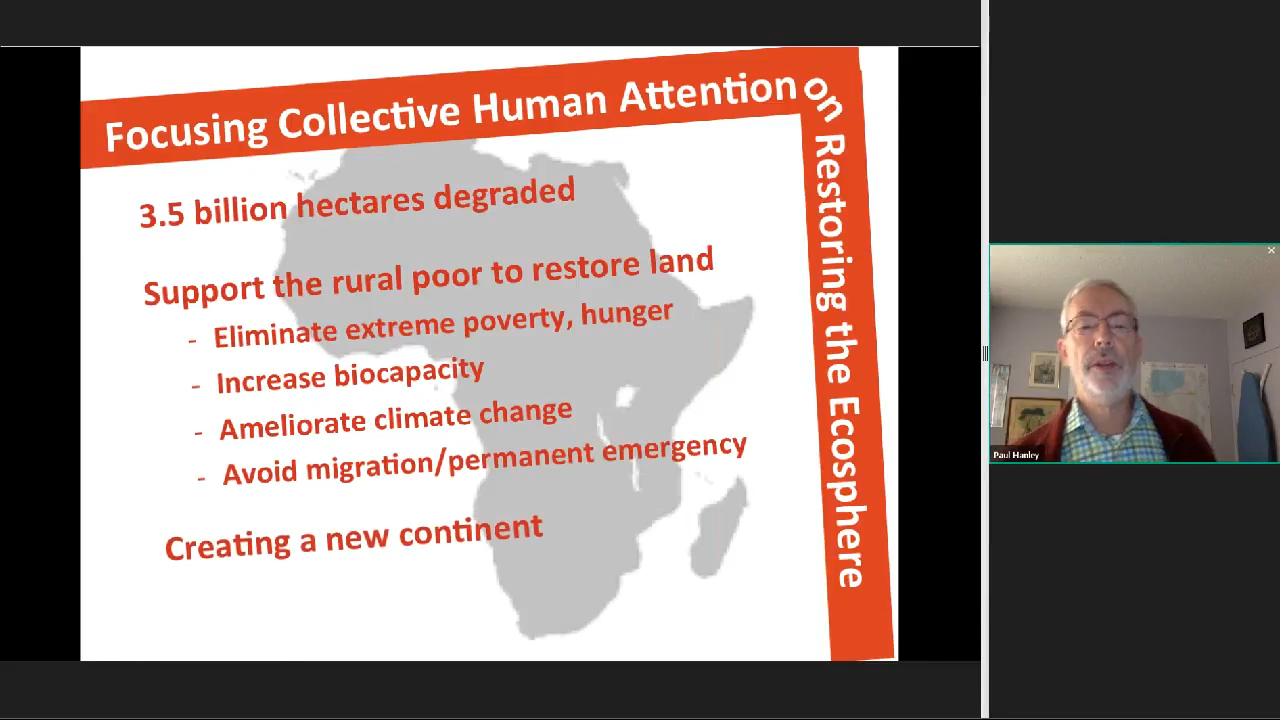 Focusing Collective Human Attention on Restoring the Ecosphere
3.5 billion hectares degraded
Support the rural poor to restore land
- Eliminate extreme poverty, hunger
- Increase biocapacity
- Ameliorate climate change
- Avoid migration/permanent emergency
Creating a new continent
Paul Hanley